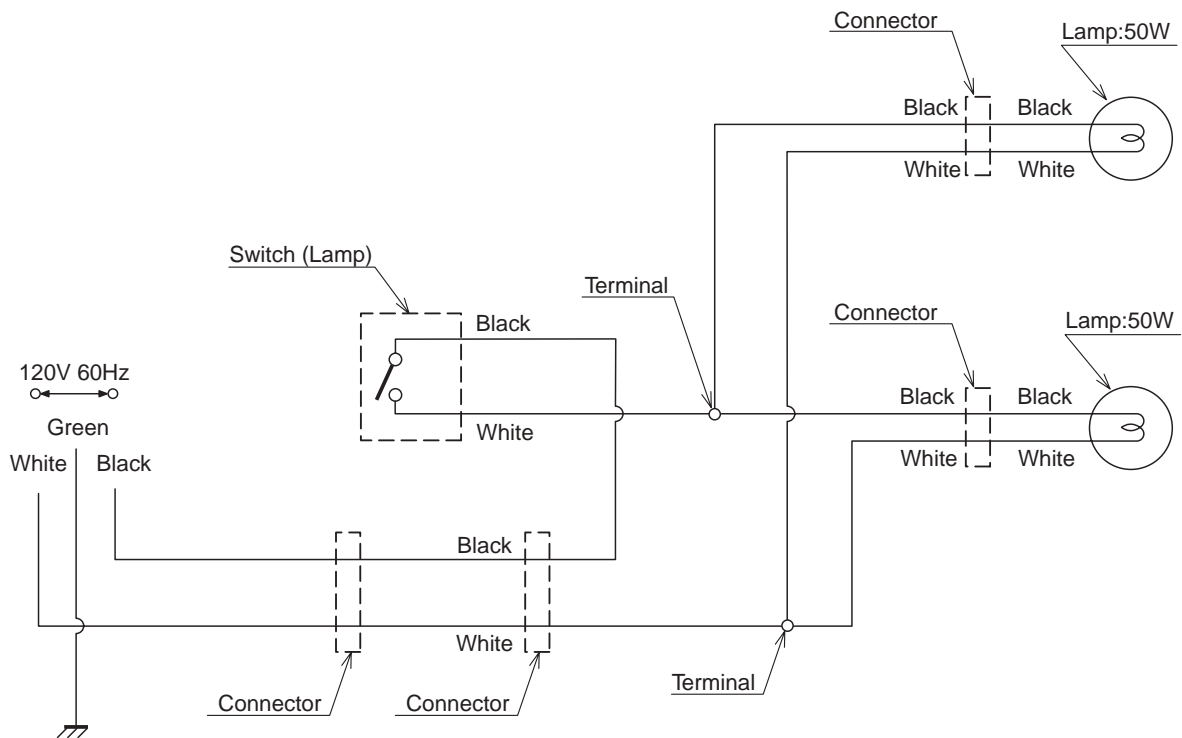 Connector
Lamp:50W
Black
Black
White
White
Switch (Lamp)
Terminal
Connector
Lamp:50W
Black
120V 60Hz
Black
Black
Green
White
White
White
White
Black
Black
White
Terminal
Connector
Connector